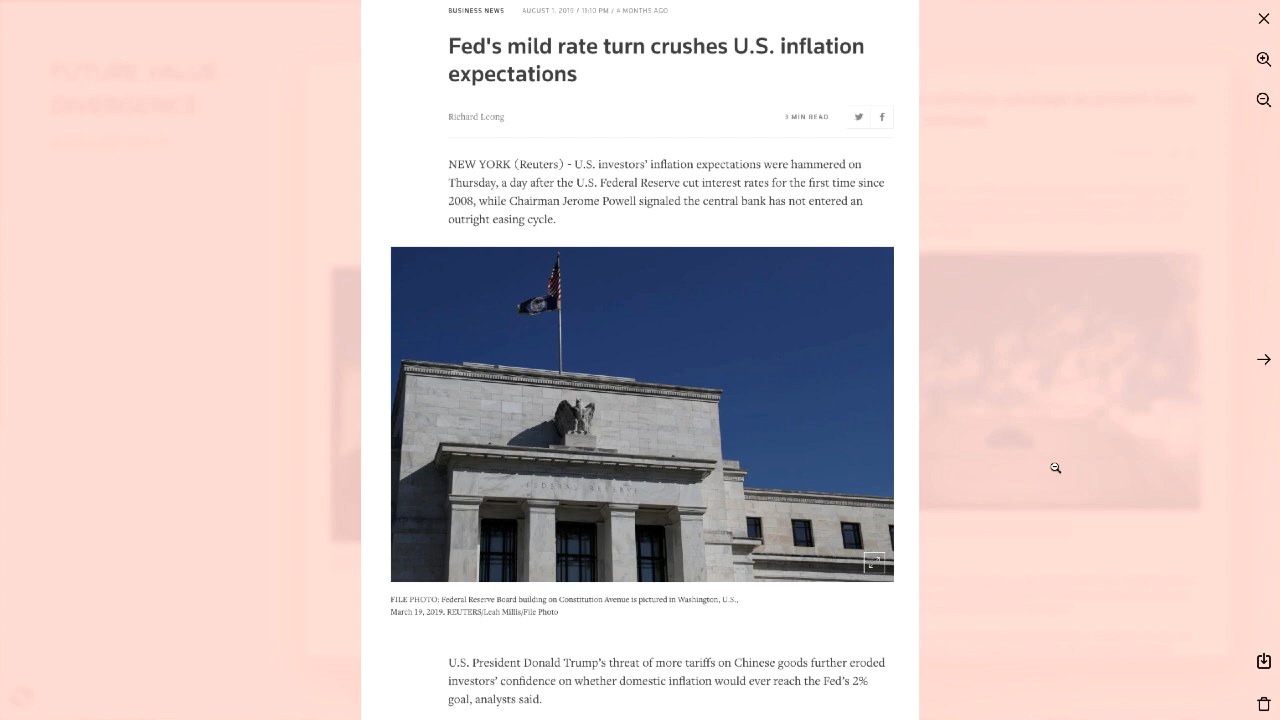 BUSINESS NEWS
AUGUST 1, 2019 / 11:10 PM / 4 MONTHS AGO
Fed's mild rate turn crushes U.S. inflation
expectations
Richard Leong
3 MIN READ
NEW YORK (Reuters) - U.S. investors’ inflation expectations were hammered on
Thursday, a day after the U.S. Federal Reserve cut interest rates for the first time since
2008, while Chairman Jerome Powell signaled the central bank has not entered an
outright easing cycle.
FEDERAL RESERVE
FILE PHOTO: Federal Reserve Board building on Constitution Avenue is pictured in Washington, U.S.,
March 19, 2019. REUTERS/Leah Millis/File Photo
U.S. President Donald Trump’s threat of more tariffs on Chinese goods further eroded
investors’ confidence on whether domestic inflation would ever reach the Fed’s 2%
goal, analysts said.
FUTURE VALUE
DIVERGENCE